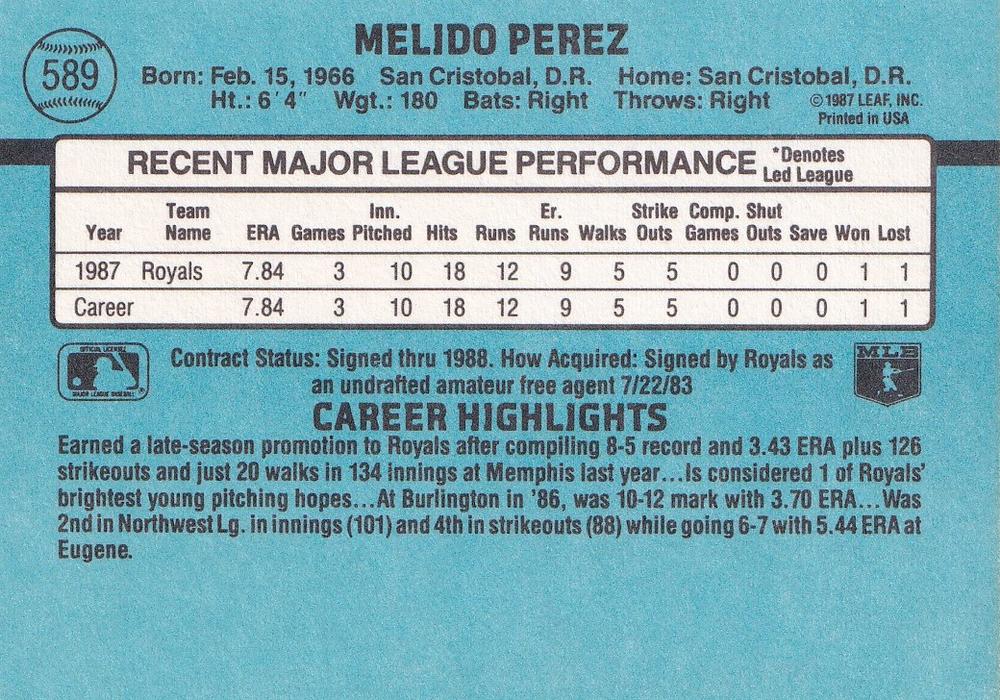 MELIDO PEREZ
589
Born: Feb. 15, 1966 San Cristobal, D.R. Home: San Cristobal, D.R.
Ht.: 6'4" Wgt.: 180 Bats: Right Throws: Right ©1987 LEAF, INC.
Printed in USA
RECENT MAJOR LEAGUE PERFORMANCE *Denotes
Led League
Team Inn. Er. Strike Comp. Shut
Year Name ERA Games Pitched Hits Runs Runs Walks Outs Games Outs Save Won Lost
1987 Royals 7.84 3 10 18 12 9 5 5 0 0 0 1 1
Career 7.84 3 10 18 12 9 5 5 0 0 0 1 1
OFFICIAL LICENSEE
MAJOR LEAGUE BASEBALL
MLB
Contract Status: Signed thru 1988. How Acquired: Signed by Royals as
an undrafted amateur free agent 7/22/83
CAREER HIGHLIGHTS
Earned a late-season promotion to Royals after compiling 8-5 record and 3.43 ERA plus 126
strikeouts and just 20 walks in 134 innings at Memphis last year...Is considered 1 of Royals'
brightest young pitching hopes...At Burlington in '86, was 10-12 mark with 3.70 ERA...Was
2nd in Northwest Lg. in innings (101) and 4th in strikeouts (88) while going 6-7 with 5.44 ERA at
Eugene.